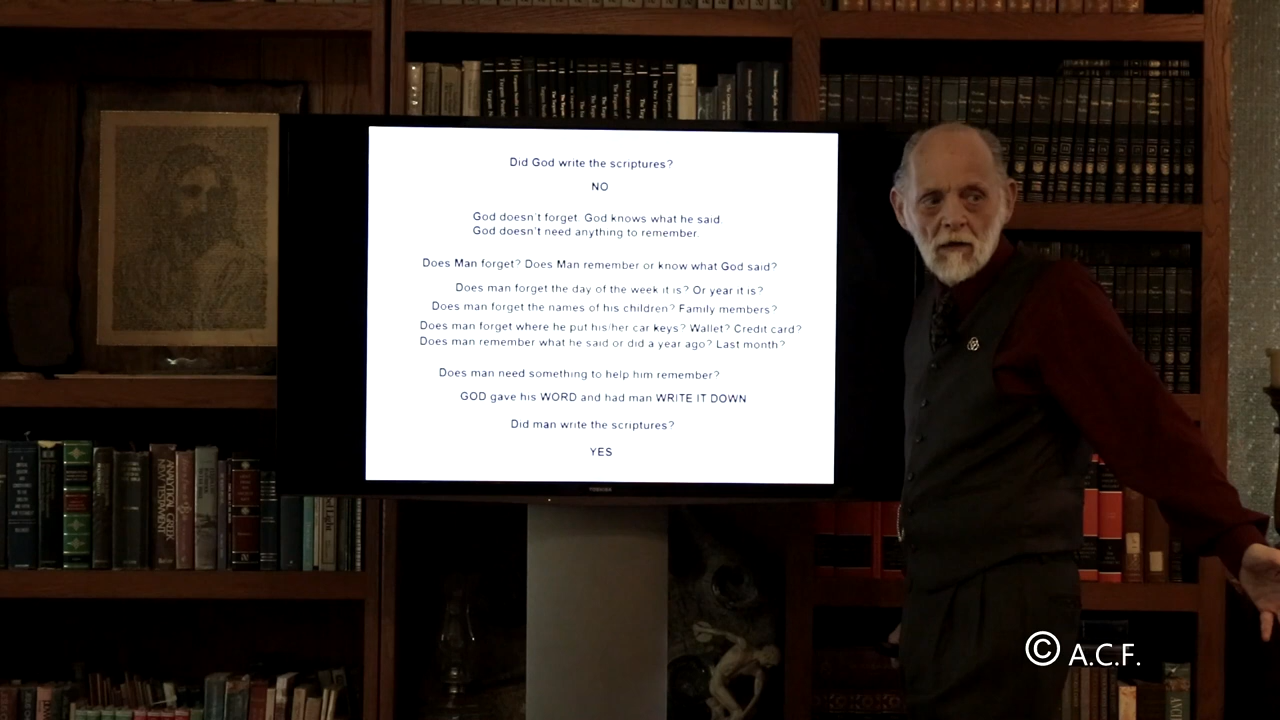 Did God write the scriptures?
NO
God doesn't forget. God knows what he said.
God doesn't need anything to remember.
Does Man forget? Does Man remember or know what God said?
Does man forget the day of the week it is? Or year it is?
Does man forget the names of his children? Family members?
Does man forget where he put his/her car keys? Wallet? Credit card?
Does man remember what he said or did a year ago? Last month?
Does man need something to help him remember?
GOD gave his WORD and had man WRITE IT DOWN
Did man write the scriptures?
YES
TOSHIBA
ANALYTICAL GREEK
NEW TESTAMENT
© A.C.F.